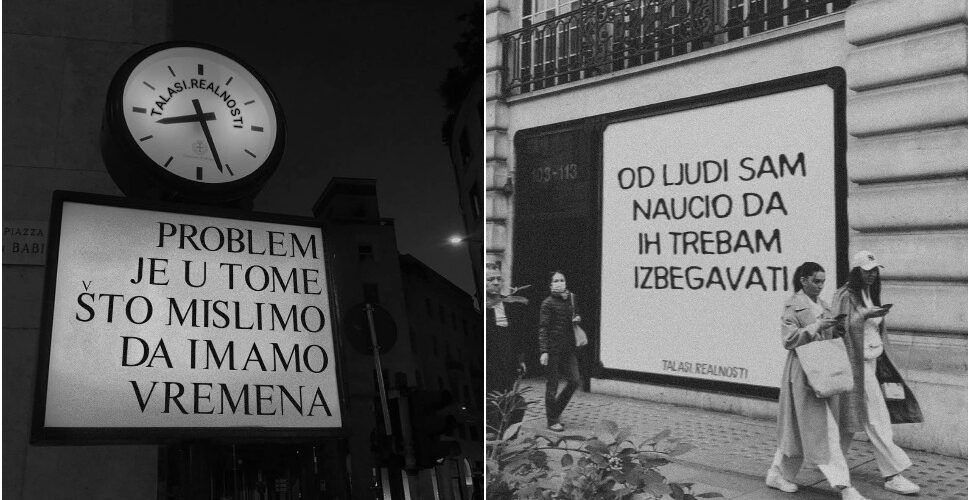 TALASI.REALNOSTI
PIAZZA
BABI
PROBLEM
JE U TOME
ŠTO MISLIMO
DA IMAMO
VREMENA
OD LJUDI SAM
NAUCIO DA
IH TREBAM
IZBEGAVATI
TALASI.REALNOSTI